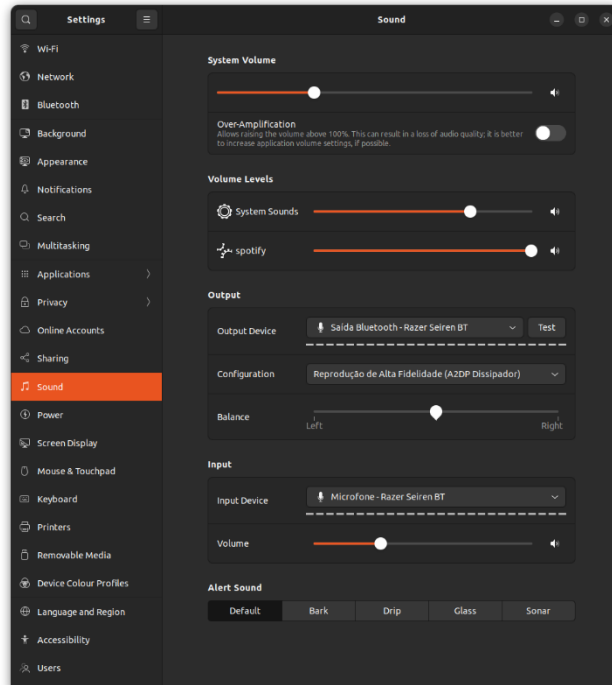 Settings
Sound
Wi-Fi
Network
Bluetooth
Background
Appearance
Notifications
Search
Multitasking
Applications
Privacy
Online Accounts
Sharing
Sound
Power
Screen Display
Mouse & Touchpad
Keyboard
Printers
Removable Media
Device Colour Profiles
Language and Region
Accessibility
Users
System Volume
Over-Amplification
Allows raising the volume above 100%. This can result in a loss of audio quality; it is better
to increase application volume settings, if possible.
Volume Levels
System Sounds
spotify
Output
Output Device
Saída Bluetooth - Razer Seiren BT
Test
Configuration
Reprodução de Alta Fidelidade (A2DP Dissipador)
Balance
Left
Right
Input
Input Device
Microfone - Razer Seiren BT
Volume
Alert Sound
Default
Bark
Drip
Glass
Sonar